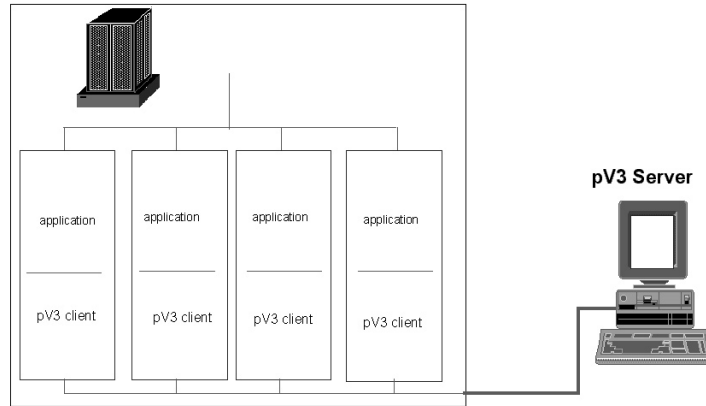 pV3 Server
application
application
application
application
pV3 client
pV3 client
pV3 client
pV3 client